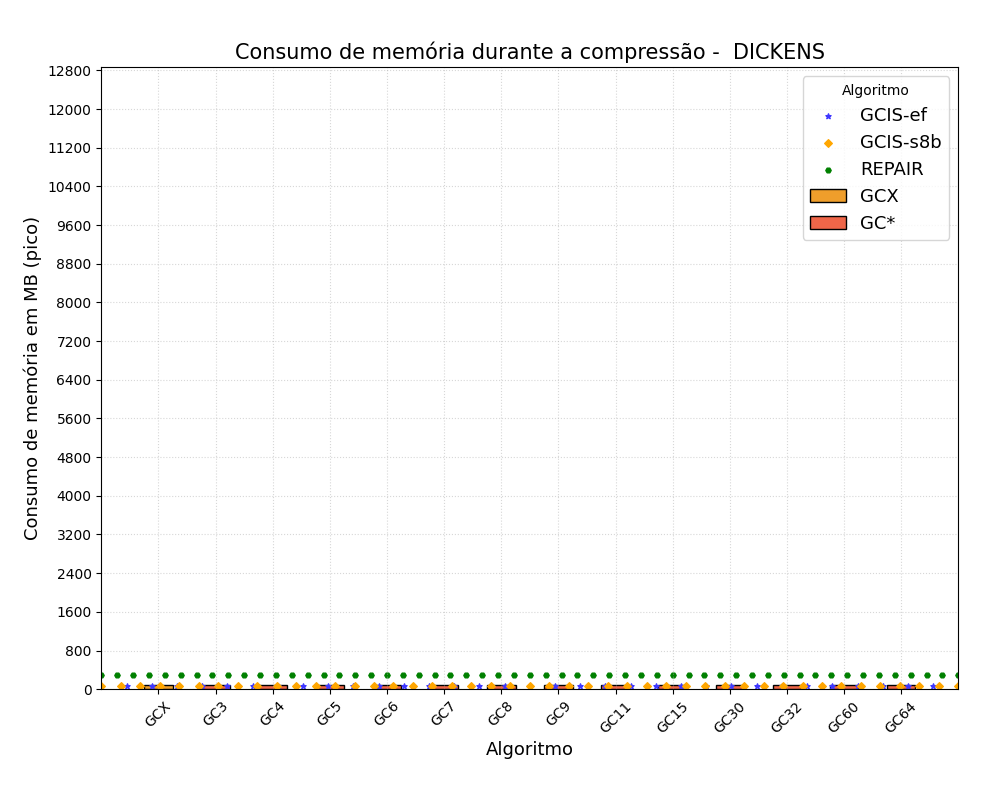 Consumo de memória durante a compressão -  DICKENS
Consumo de memória em MB (pico)
12800
12000
11200
10400
9600
8800
8000
7200
6400
5600
4800
4000
3200
2400
1600
800
0
Algoritmo
GCIS-ef
GCIS-s8b
REPAIR
GCX
GC*
GCX
GC3
GC4
GC5
GC6
GC7
GC8
GC9
GC11
GC15
GC30
GC32
GC60
GC64
Algoritmo